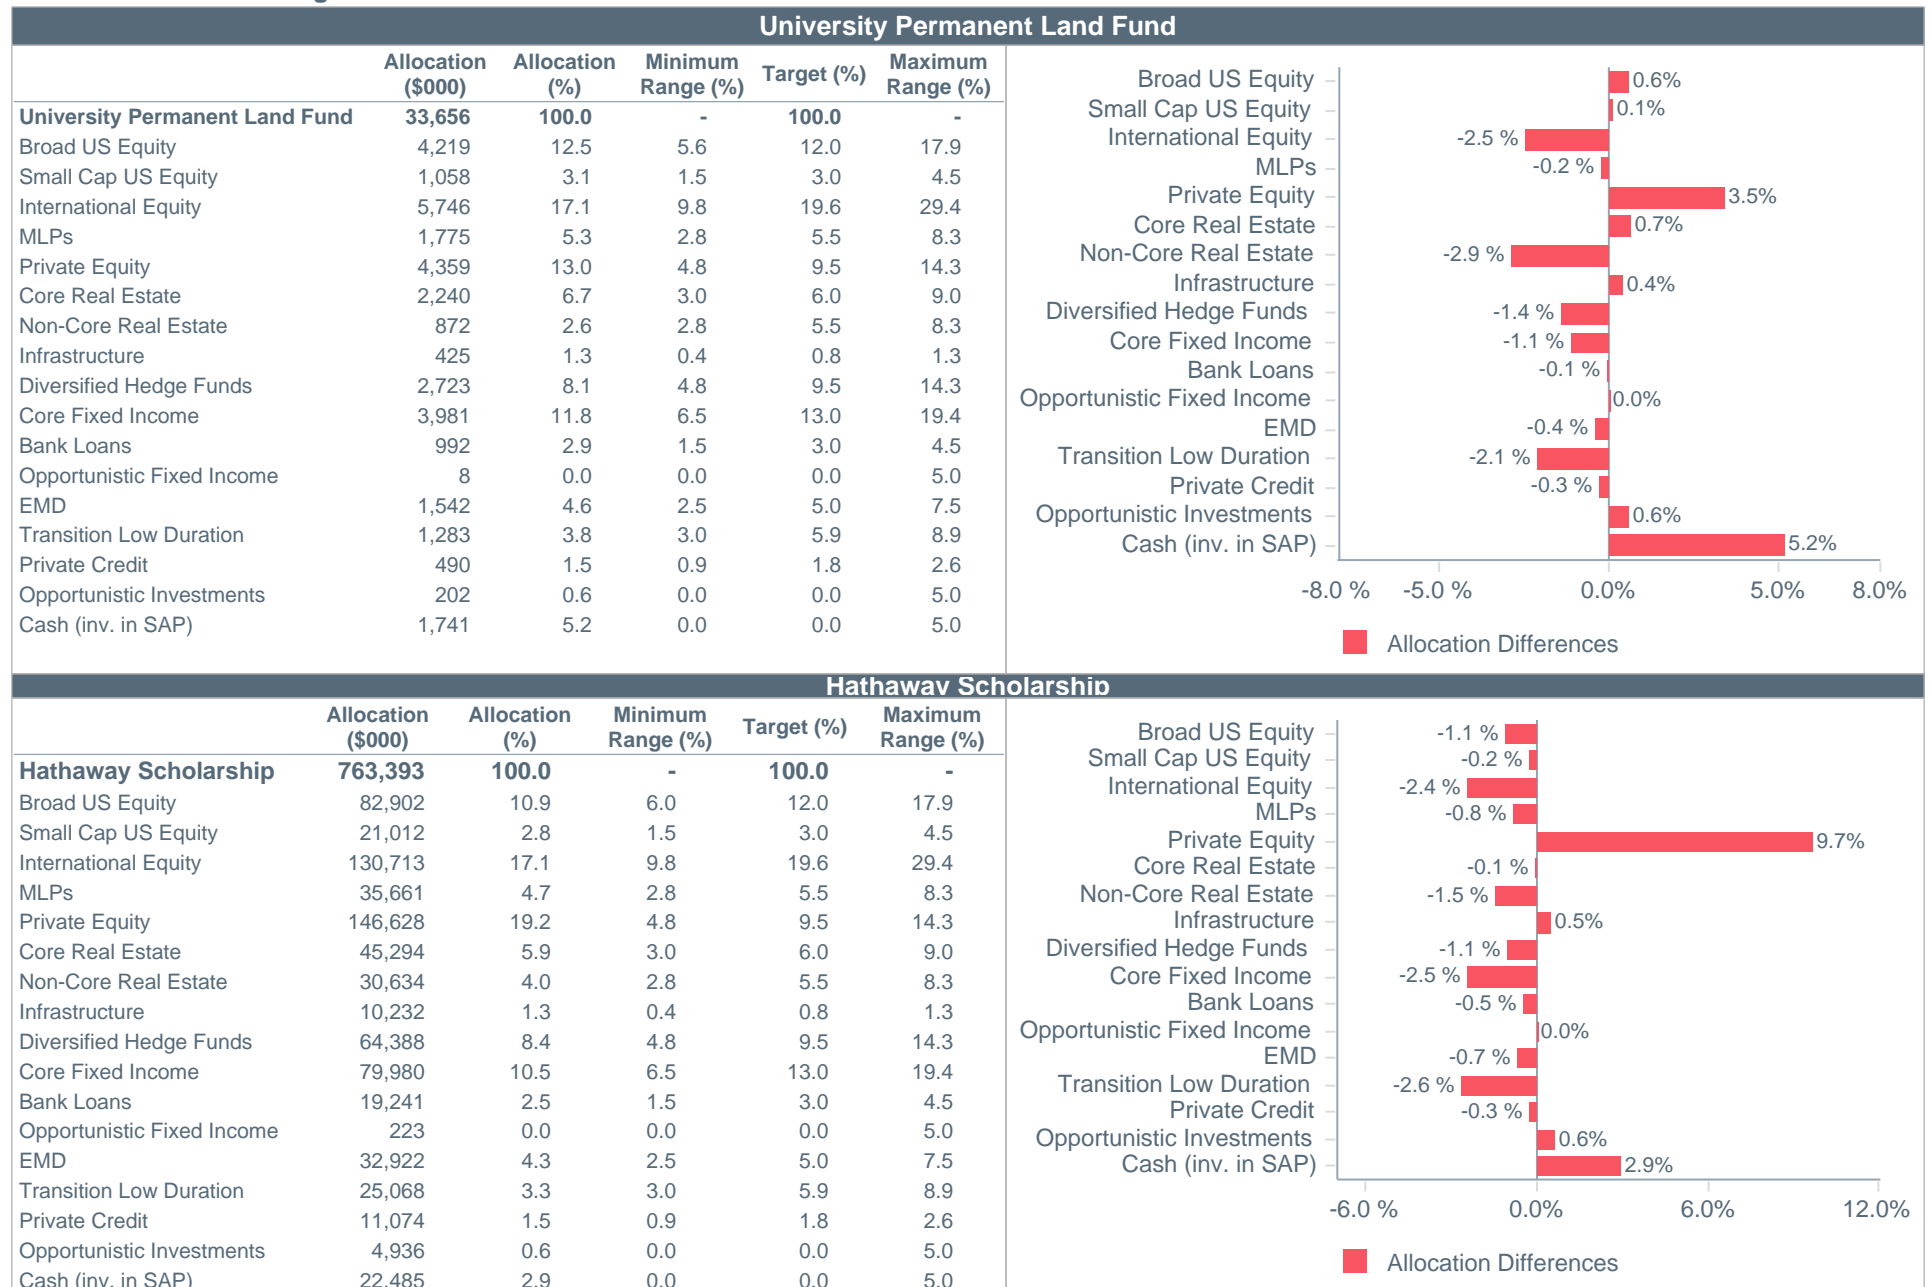 University Permanent Land Fund
Allocation ($000) Allocation (%) Minimum Range (%) Target (%) Maximum Range (%)
University Permanent Land Fund 33,656 100.0 - 100.0 -
Broad US Equity 4,219 12.5 5.6 12.0 17.9
Small Cap US Equity 1,058 3.1 1.5 3.0 4.5
International Equity 5,746 17.1 9.8 19.6 29.4
MLPs 1,775 5.3 2.8 5.5 8.3
Private Equity 4,359 13.0 4.8 9.5 14.3
Core Real Estate 2,240 6.7 3.0 6.0 9.0
Non-Core Real Estate 872 2.6 2.8 5.5 8.3
Infrastructure 425 1.3 0.4 0.8 1.3
Diversified Hedge Funds 2,723 8.1 4.8 9.5 14.3
Core Fixed Income 3,981 11.8 6.5 13.0 19.4
Bank Loans 992 2.9 1.5 3.0 4.5
Opportunistic Fixed Income 8 0.0 0.0 0.0 5.0
EMD 1,542 4.6 2.5 5.0 7.5
Transition Low Duration 1,283 3.8 3.0 5.9 8.9
Private Credit 490 1.5 0.9 1.8 2.6
Opportunistic Investments 202 0.6 0.0 0.0 5.0
Cash (inv. in SAP) 1,741 5.2 0.0 0.0 5.0
Broad US Equity 0.6%
Small Cap US Equity 0.1%
International Equity -2.5 %
MLPs -0.2 %
Private Equity 3.5%
Core Real Estate 0.7%
Non-Core Real Estate -2.9 %
Infrastructure 0.4%
Diversified Hedge Funds -1.4 %
Core Fixed Income -1.1 %
Bank Loans -0.1 %
Opportunistic Fixed Income 0.0%
EMD -0.4 %
Transition Low Duration -2.1 %
Private Credit -0.3 %
Opportunistic Investments 0.6%
Cash (inv. in SAP) 5.2%
-8.0 % -5.0 % 0.0% 5.0% 8.0%
Allocation Differences
Hathaway Scholarship
Allocation ($000) Allocation (%) Minimum Range (%) Target (%) Maximum Range (%)
Hathaway Scholarship 763,393 100.0 - 100.0 -
Broad US Equity 82,902 10.9 6.0 12.0 17.9
Small Cap US Equity 21,012 2.8 1.5 3.0 4.5
International Equity 130,713 17.1 9.8 19.6 29.4
MLPs 35,661 4.7 2.8 5.5 8.3
Private Equity 146,628 19.2 4.8 9.5 14.3
Core Real Estate 45,294 5.9 3.0 6.0 9.0
Non-Core Real Estate 30,634 4.0 2.8 5.5 8.3
Infrastructure 10,232 1.3 0.4 0.8 1.3
Diversified Hedge Funds 64,388 8.4 4.8 9.5 14.3
Core Fixed Income 79,980 10.5 6.5 13.0 19.4
Bank Loans 19,241 2.5 1.5 3.0 4.5
Opportunistic Fixed Income 223 0.0 0.0 0.0 5.0
EMD 32,922 4.3 2.5 5.0 7.5
Transition Low Duration 25,068 3.3 3.0 5.9 8.9
Private Credit 11,074 1.5 0.9 1.8 2.6
Opportunistic Investments 4,936 0.6 0.0 0.0 5.0
Cash (inv. in SAP) 22,485 2.9 0.0 0.0 5.0
Broad US Equity -1.1 %
Small Cap US Equity -0.2 %
International Equity -2.4 %
MLPs -0.8 %
Private Equity 9.7%
Core Real Estate -0.1 %
Non-Core Real Estate -1.5 %
Infrastructure 0.5%
Diversified Hedge Funds -1.1 %
Core Fixed Income -2.5 %
Bank Loans -0.5 %
Opportunistic Fixed Income 0.0%
EMD -0.7 %
Transition Low Duration -2.6 %
Private Credit -0.3 %
Opportunistic Investments 0.6%
Cash (inv. in SAP) 2.9%
-6.0 % 0.0% 6.0% 12.0%
Allocation Differences